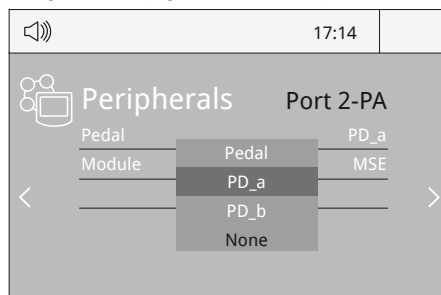 17:14
Peripherals Port 2-PA
Pedal PD_a
Module MSE
Pedal
PD_a
PD_b
None